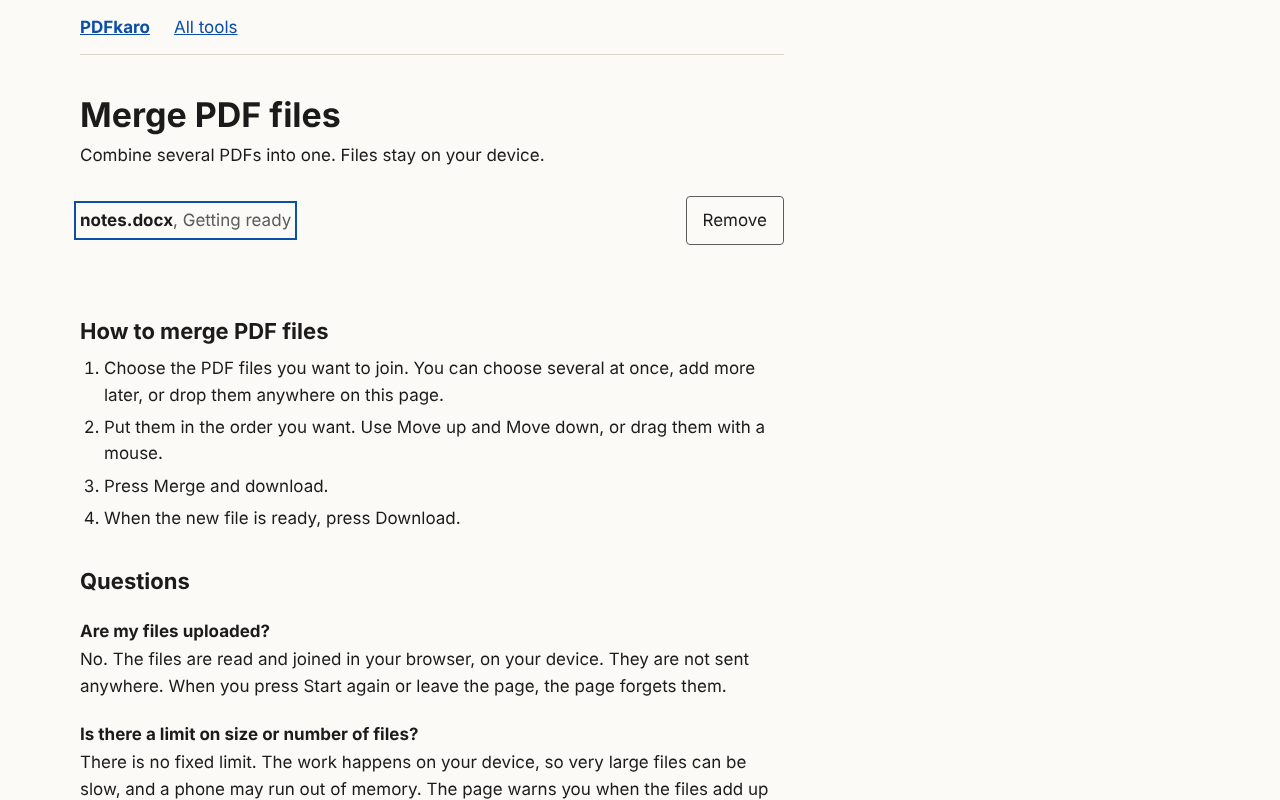 PDFkaro All tools
Merge PDF files
Combine several PDFs into one. Files stay on your device.
notes.docx, Getting ready
Remove
How to merge PDF files
1. Choose the PDF files you want to join. You can choose several at once, add more
later, or drop them anywhere on this page.
2. Put them in the order you want. Use Move up and Move down, or drag them with a
mouse.
3. Press Merge and download.
4. When the new file is ready, press Download.
Questions
Are my files uploaded?
No. The files are read and joined in your browser, on your device. They are not sent
anywhere. When you press Start again or leave the page, the page forgets them.
Is there a limit on size or number of files?
There is no fixed limit. The work happens on your device, so very large files can be
slow, and a phone may run out of memory. The page warns you when the files add up